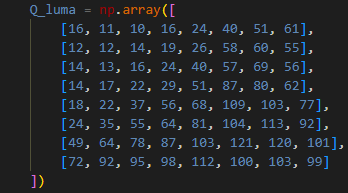 Q_luma = np.array([
[16, 11, 10, 16, 24, 40, 51, 61],
[12, 12, 14, 19, 26, 58, 60, 55],
[14, 13, 16, 24, 40, 57, 69, 56],
[14, 17, 22, 29, 51, 87, 80, 62],
[18, 22, 37, 56, 68, 109, 103, 77],
[24, 35, 55, 64, 81, 104, 113, 92],
[49, 64, 78, 87, 103, 121, 120, 101],
[72, 92, 95, 98, 112, 100, 103, 99]
])